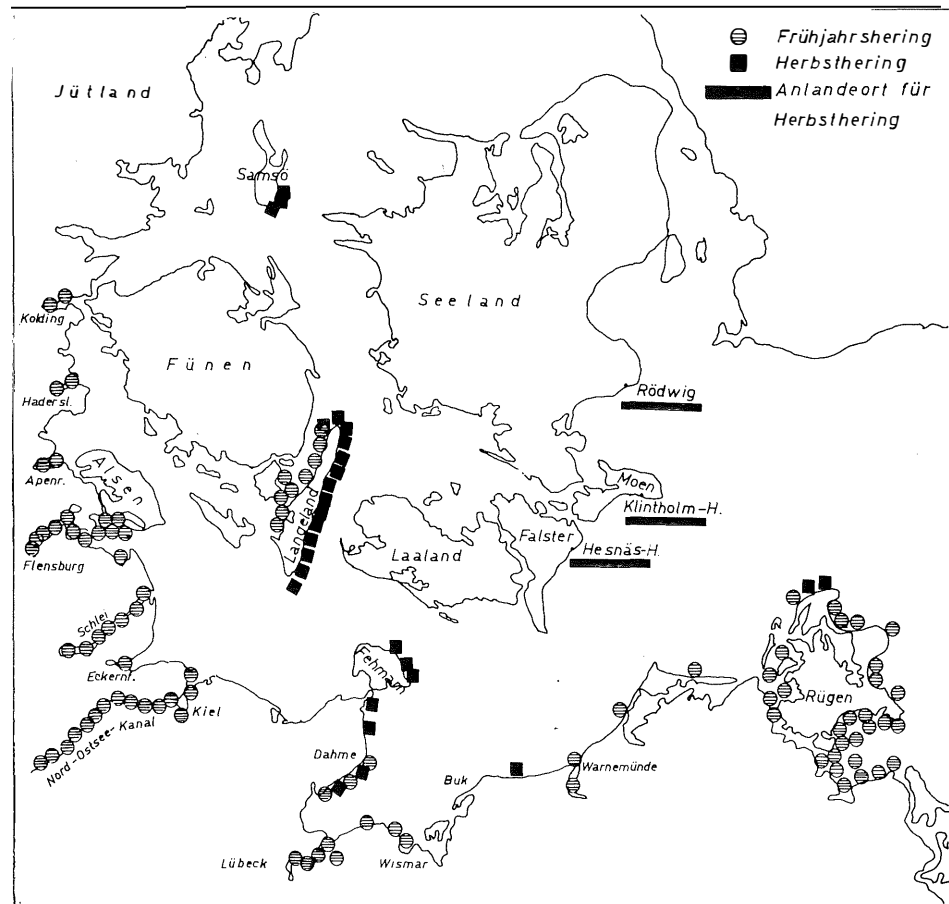 Frühjahrshering
Herbsthering
Anlandeort für
Herbsthering
Jütland
Samsö
Seeland
Kolding
Fünen
Hadersl.
Rödwig
Apenr.
Alsen
Moen
Langeland
Klintholm-H.
Falster
Laaland
Hesnäs-H.
Flensburg
Schlei
Eckernf.
Fehmarn
Rügen
Kiel
Nord-Ostsee-Kanal
Dahme
Buk
Warnemünde
Lübeck
Wismar